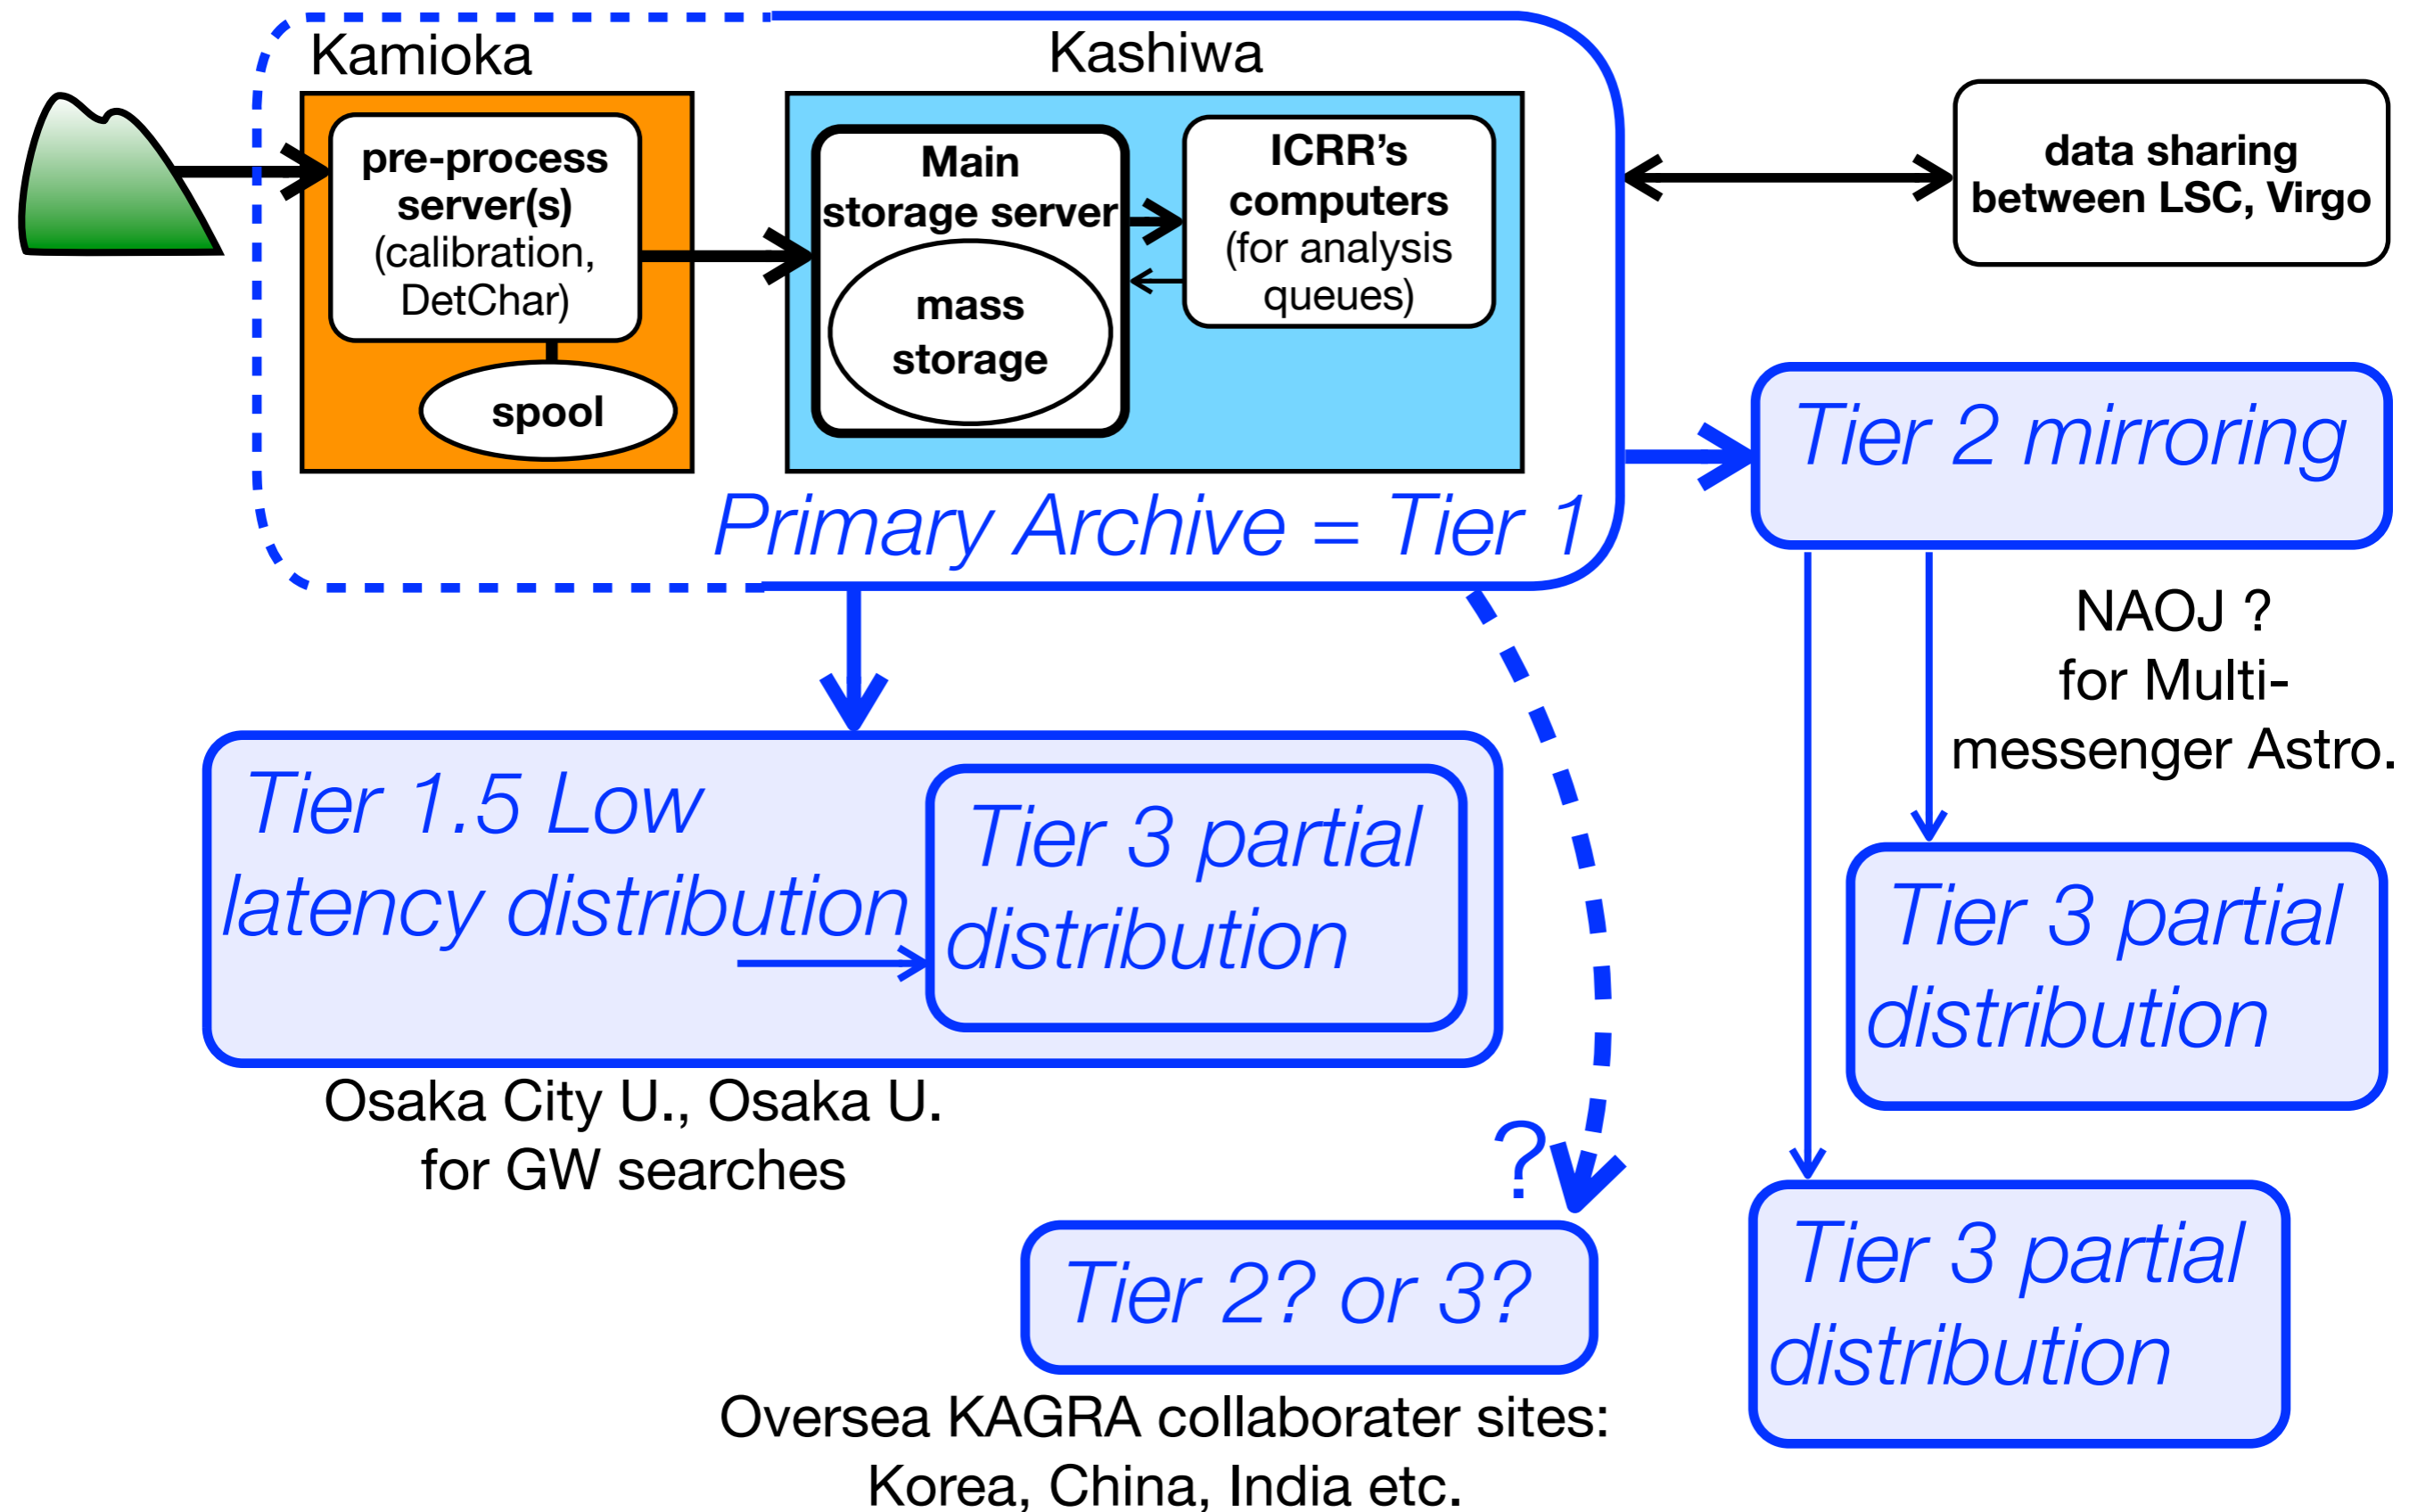 Kamioka
Kashiwa
pre-process
server(s)
(calibration,
DetChar)
spool
Main
storage server
mass
storage
ICRR's
computers
(for analysis
queues)
data sharing
between LSC, Virgo
Primary Archive = Tier 1
Tier 2 mirroring
NAOJ ?
for Multi-
messenger Astro.
Tier 1.5 Low
latency distribution
Tier 3 partial
distribution
Osaka City U., Osaka U.
for GW searches
Tier 3 partial
distribution
?
Tier 2? or 3?
Oversea KAGRA collaborater sites:
Korea, China, India etc.
Tier 3 partial
distribution